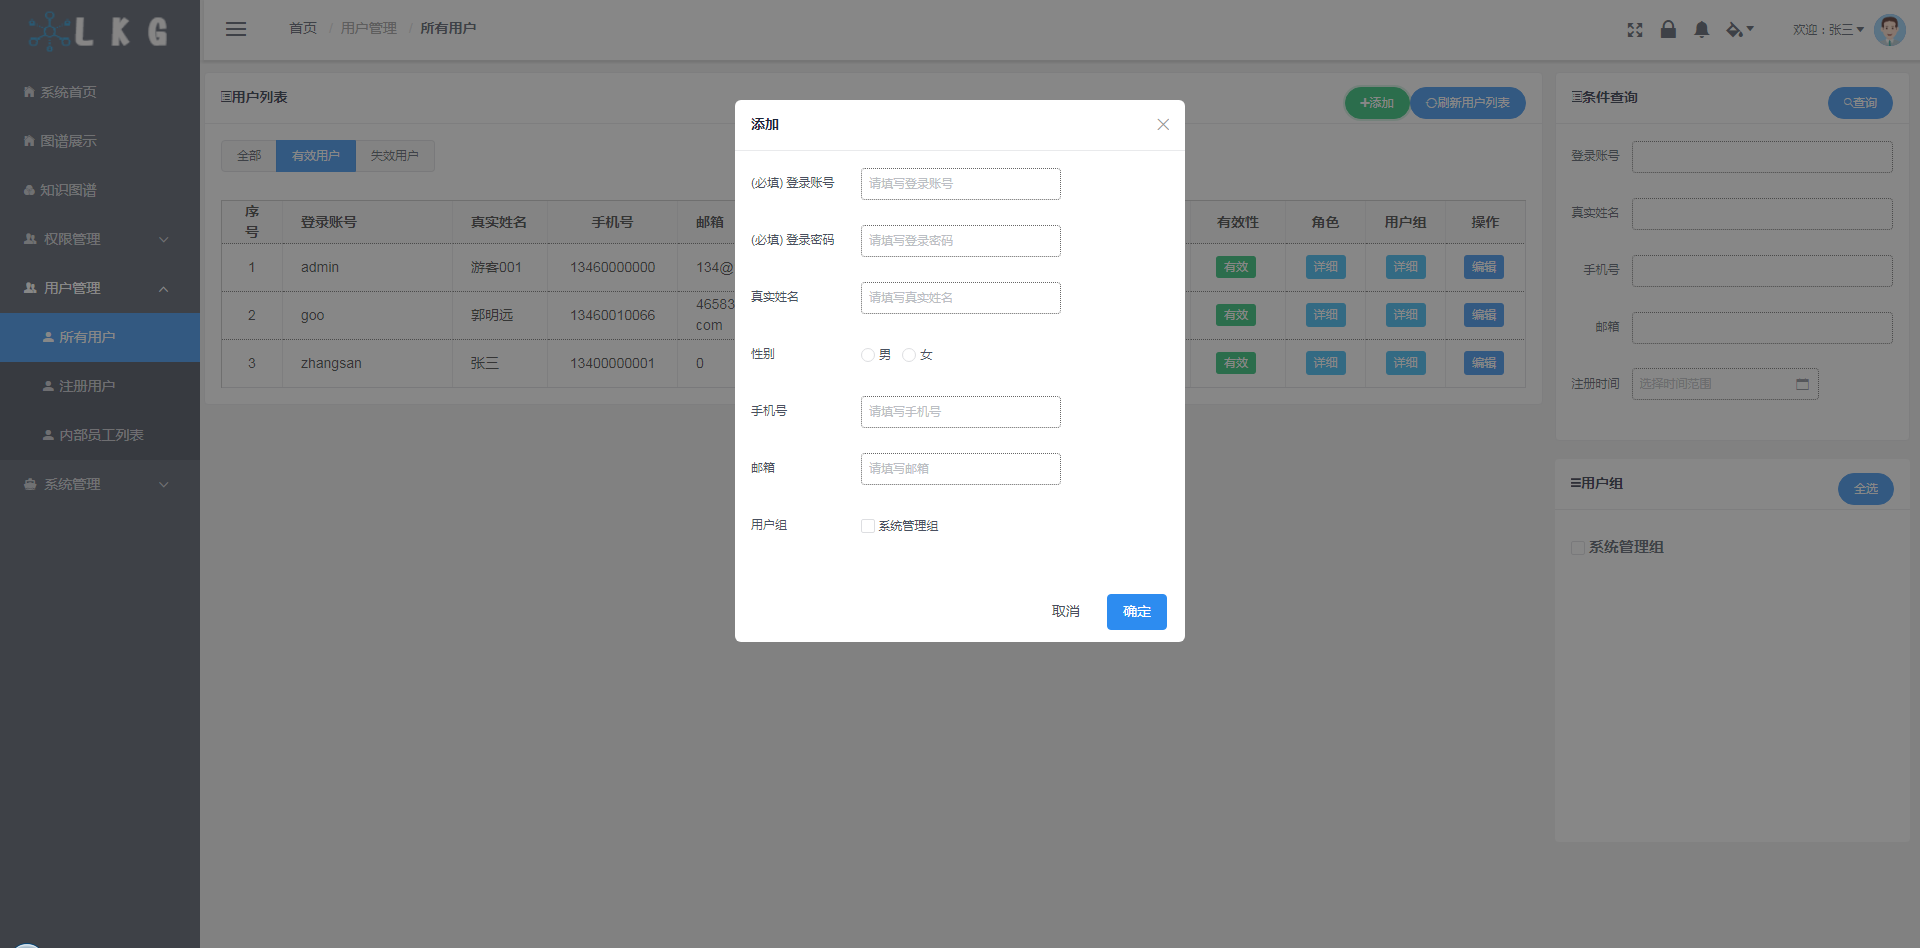 L K G
首页 / 用户管理 / 所有用户
欢迎：张三
系统首页
图谱展示
知识图谱
权限管理
用户管理
所有用户
注册用户
内部员工列表
系统管理
用户列表
添加
刷新用户列表
全部
有效用户
失效用户
序号 登录账号 真实姓名 手机号 邮箱 有效性 角色 用户组 操作
1 admin 游客001 13460000000 134@ 有效 详细 详细 编辑
2 goo 郭明远 13460010066 46583 com 有效 详细 详细 编辑
3 zhangsan 张三 13400000001 0 有效 详细 详细 编辑
添加
(必填) 登录账号 请填写登录账号
(必填) 登录密码 请填写登录密码
真实姓名 请填写真实姓名
性别 男 女
手机号 请填写手机号
邮箱 请填写邮箱
用户组 系统管理组
取消 确定
条件查询
查询
登录账号
真实姓名
手机号
邮箱
注册时间 选择时间范围
用户组
全选
系统管理组